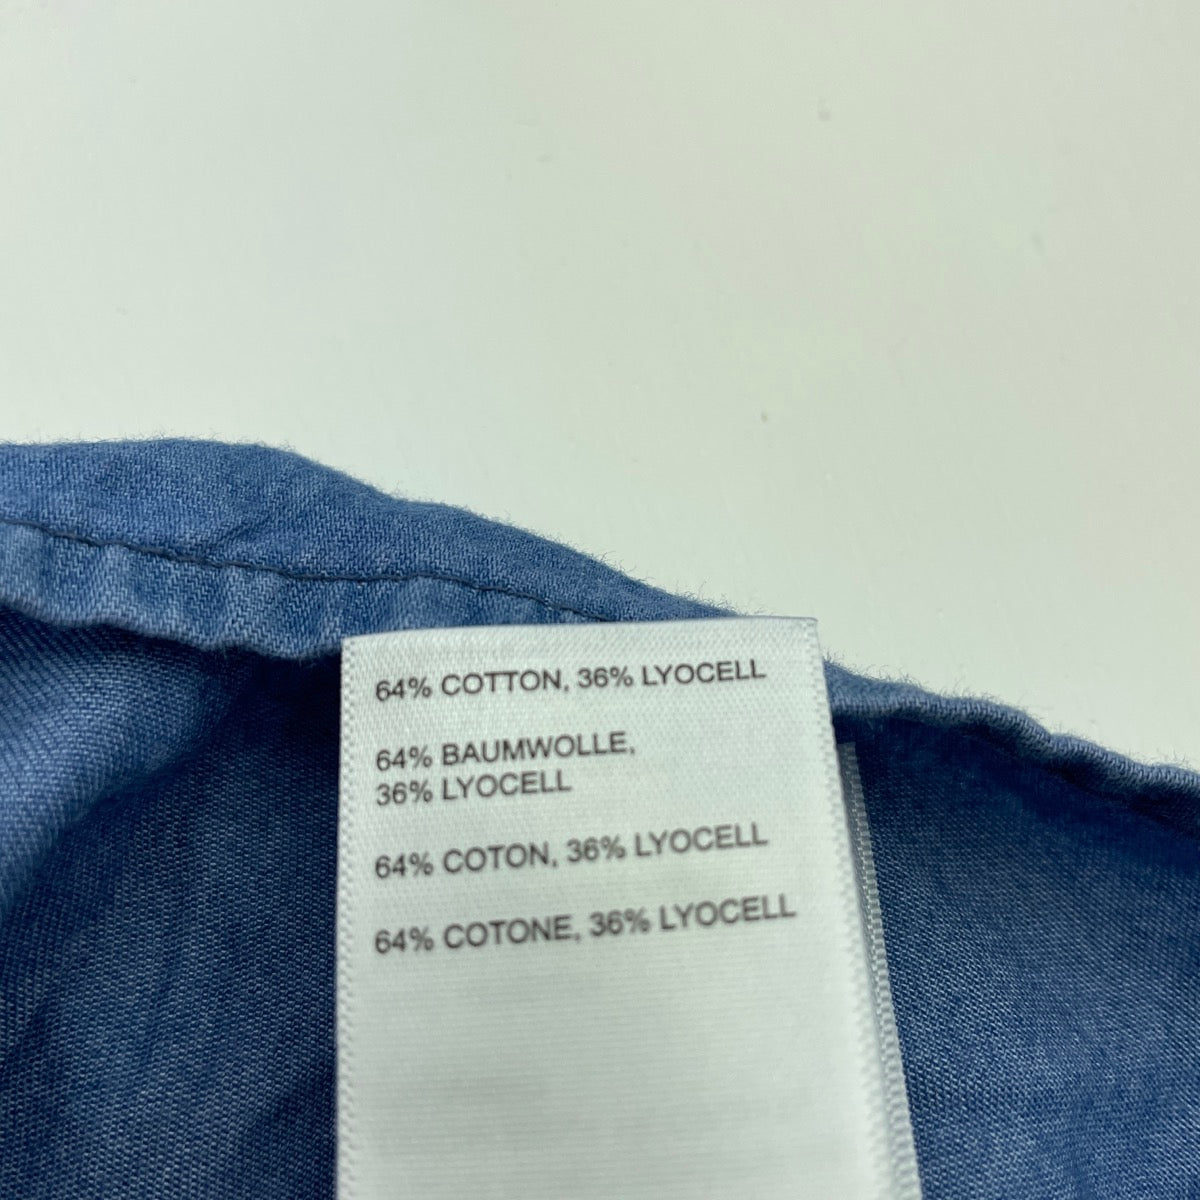 64% COTTON, 36% LYOCELL
64% BAUMWOLLE,
36% LYOCELL
64% COTON, 36% LYOCELL
64% COTONE, 36% LYOCELL